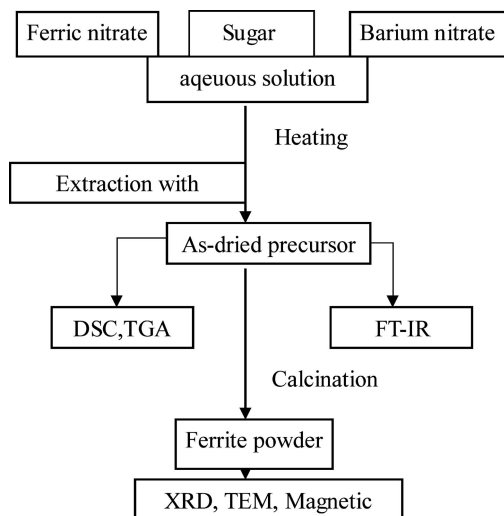 Ferric nitrate
Sugar
Barium nitrate
aqeuous solution
Heating
Extraction with
As-dried precursor
DSC,TGA
FT-IR
Calcination
Ferrite powder
XRD, TEM, Magnetic